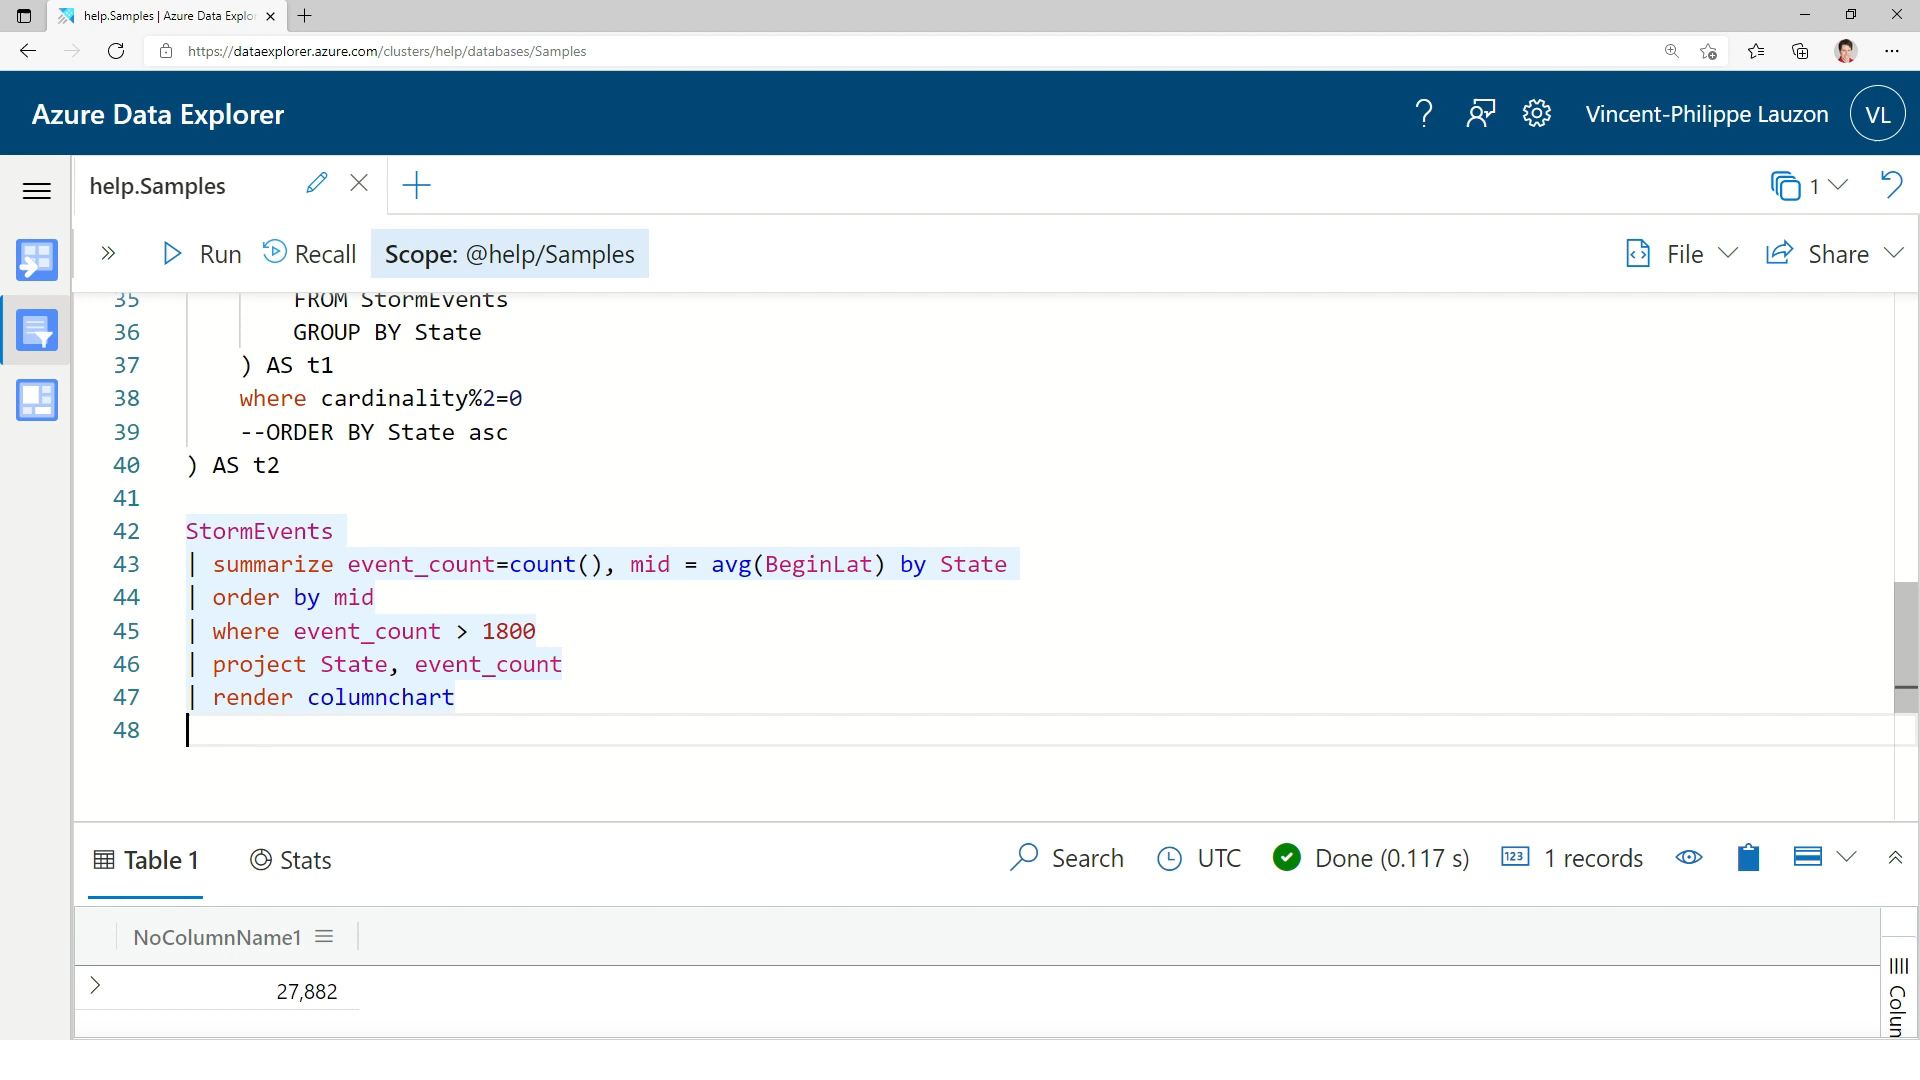 help.Samples | Azure Data Explo
https://dataexplorer.azure.com/clusters/help/databases/Samples
Azure Data Explorer
?
Vincent-Philippe Lauzon
VL
help.Samples
1
Run
Recall
Scope: @help/Samples
File
Share
35 FROM StormEvents
36 GROUP BY State
37 ) AS t1
38 where cardinality%2=0
39 --ORDER BY State asc
40 ) AS t2
41
42 StormEvents
43 | summarize event_count=count(), mid = avg(BeginLat) by State
44 | order by mid
45 | where event_count > 1800
46 | project State, event_count
47 | render columnchart
48
Table 1
Stats
Search
UTC
Done (0.117 s)
123
1 records
NoColumnName1
27,882
Colun